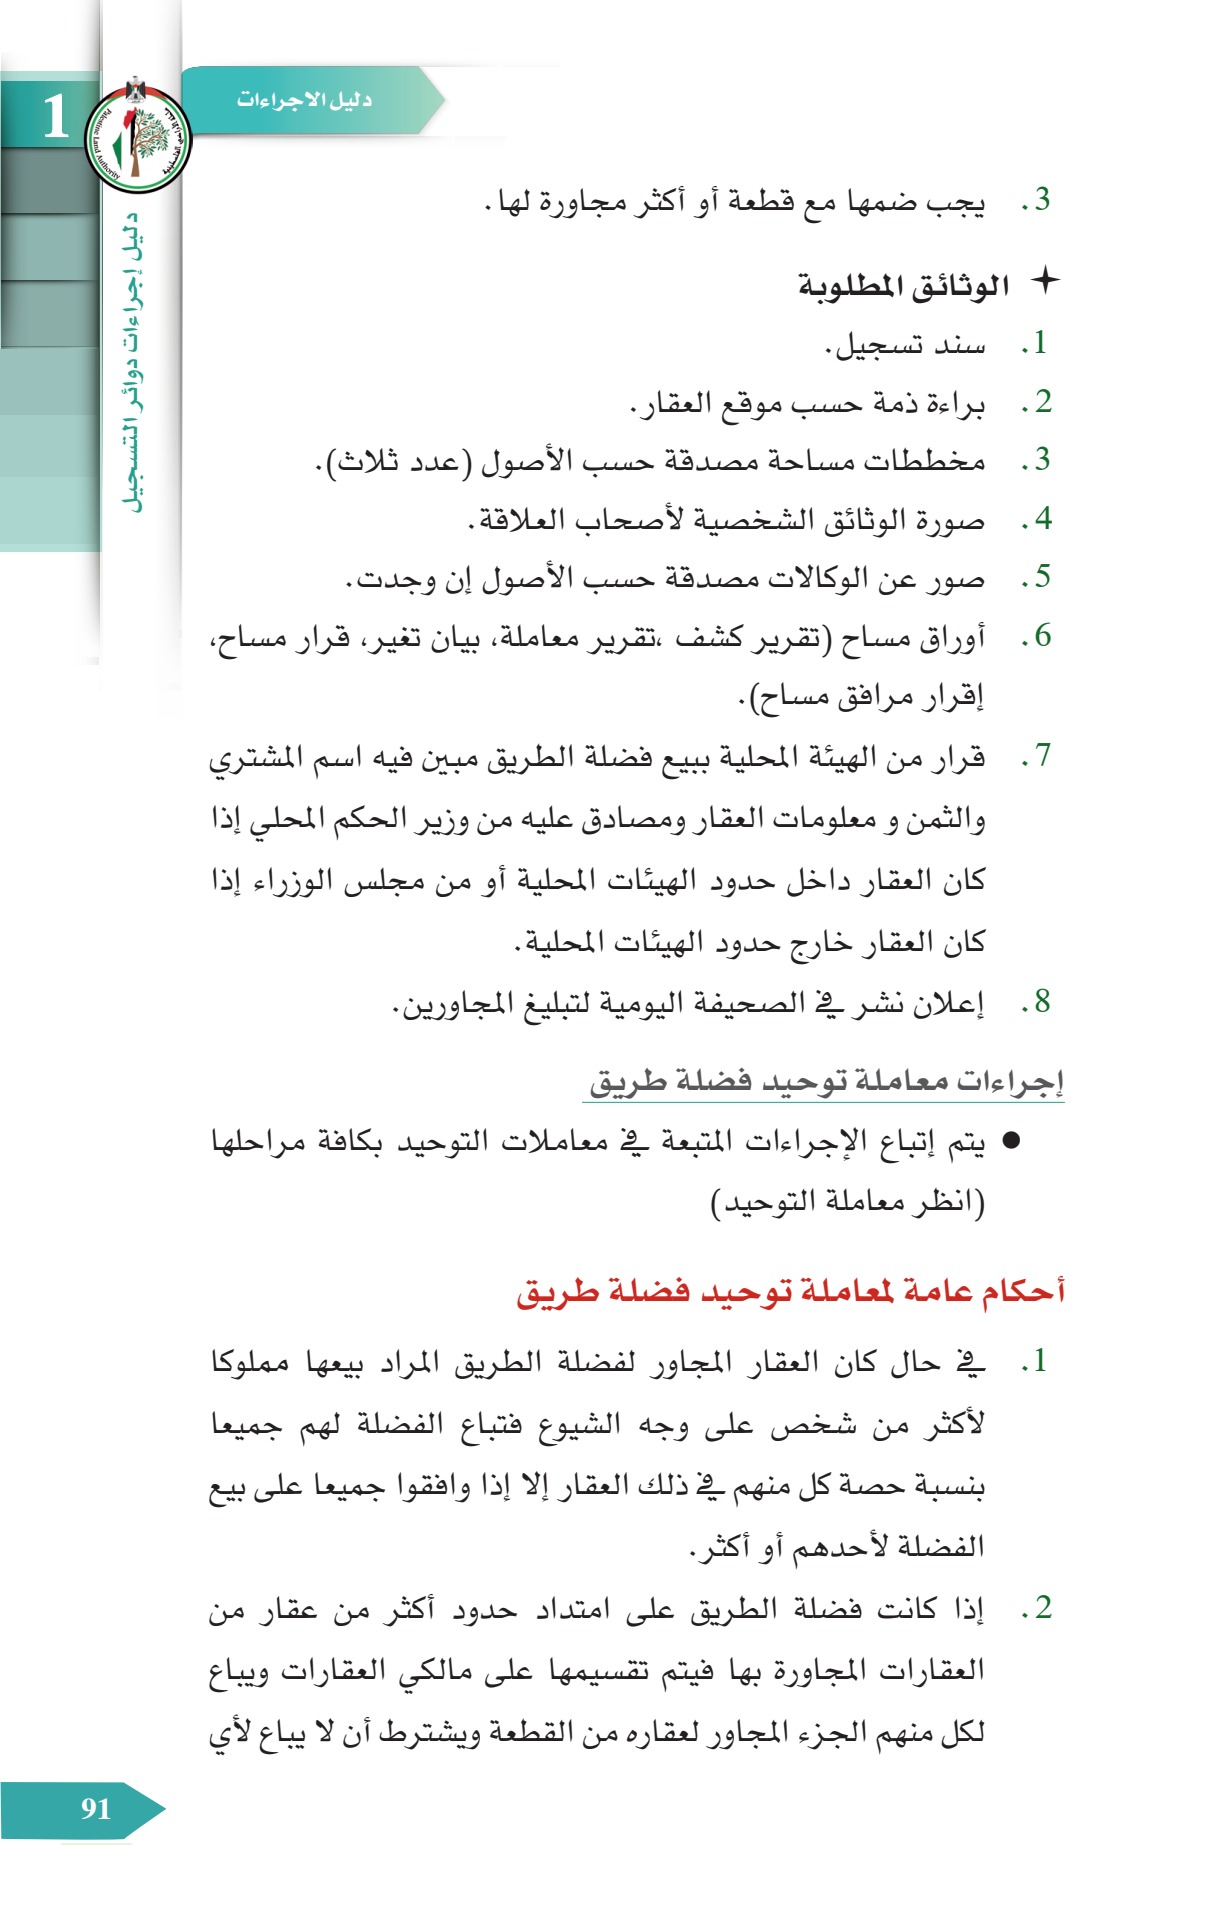 دليل الاجراءات
1
Palestine Land Authority
دليل إجراءات دوائر التسجيل
3. يجب ضمها مع قطعة أو أكثر مجاورة لها.
الوثائق المطلوبة
1. سند تسجيل.
2. براءة ذمة حسب موقع العقار.
3. مخططات مساحة مصدقة حسب الأصول (عدد ثلاث).
4. صورة الوثائق الشخصية لأصحاب العلاقة.
5. صور عن الوكالات مصدقة حسب الأصول إن وجدت.
6. أوراق مساح (تقرير كشف ،تقرير معاملة، بيان تغير، قرار مساح،
إقرار مرافق مساح).
7. قرار من الهيئة المحلية ببيع فضلة الطريق مبين فيه اسم المشتري
والثمن و معلومات العقار ومصادق عليه من وزير الحكم المحلي إذا
كان العقار داخل حدود الهيئات المحلية أو من مجلس الوزراء إذا
كان العقار خارج حدود الهيئات المحلية.
8. إعلان نشر في الصحيفة اليومية لتبليغ المجاورين.
إجراءات معاملة توحيد فضلة طريق
● يتم إتباع الإجراءات المتبعة في معاملات التوحيد بكافة مراحلها
(انظر معاملة التوحيد)
أحكام عامة لمعاملة توحيد فضلة طريق
1. في حال كان العقار المجاور لفضلة الطريق المراد بيعها مملوكا
لأكثر من شخص على وجه الشيوع فتباع الفضلة لهم جميعا
بنسبة حصة كل منهم في ذلك العقار إلا إذا وافقوا جميعا على بيع
الفضلة لأحدهم أو أكثر.
2. إذا كانت فضلة الطريق على امتداد حدود أكثر من عقار من
العقارات المجاورة بها فيتم تقسيمها على مالكي العقارات ويباع
لكل منهم الجزء المجاور لعقاره من القطعة ويشترط أن لا يباع لأي
91